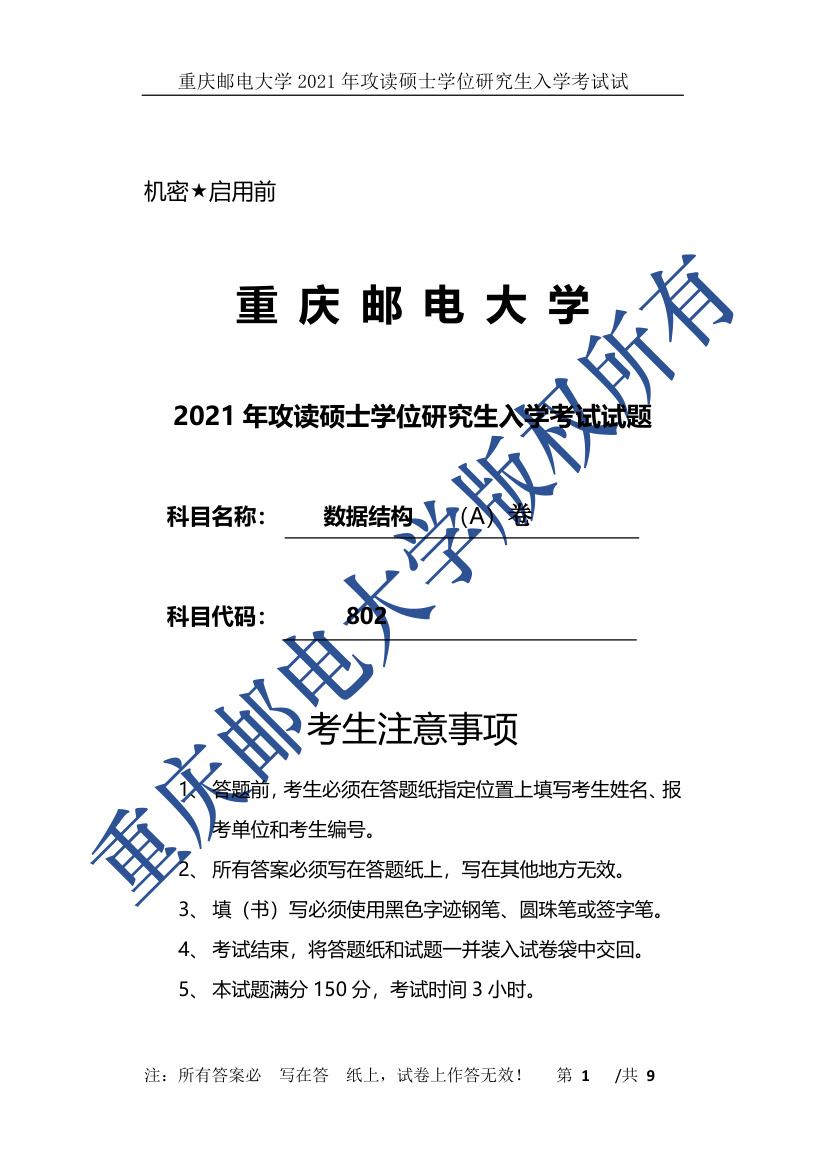 重庆邮电大学 2021 年攻读硕士学位研究生入学考试试
机密★启用前
重 庆 邮 电 大 学
2021 年攻读硕士学位研究生入学考试试题
科目名称： 数据结构 （A）卷
科目代码： 802
考生注意事项
1、 答题前，考生必须在答题纸指定位置上填写考生姓名、报
考单位和考生编号。
2、 所有答案必须写在答题纸上，写在其他地方无效。
3、 填（书）写必须使用黑色字迹钢笔、圆珠笔或签字笔。
4、 考试结束，将答题纸和试题一并装入试卷袋中交回。
5、 本试题满分 150 分，考试时间 3 小时。
重庆邮电大学版权所有
注：所有答案必 写在答 纸上，试卷上作答无效！ 第 1 /共 9